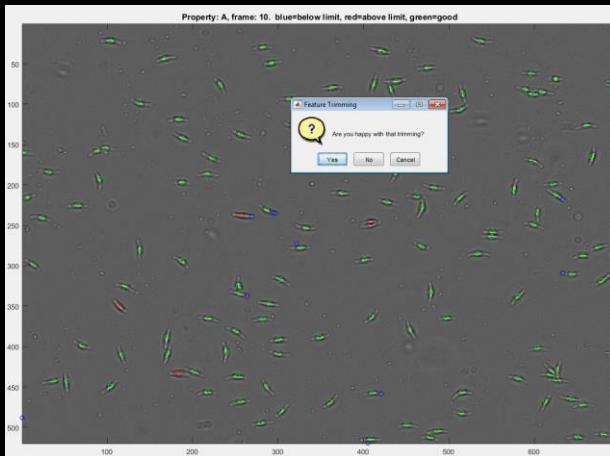 Property: A, frame: 10.  blue=below limit, red=above limit, green=good
Feature Trimming
?
Are you happy with that trimming?
Yes No Cancel
50
100
150
200
250
300
350
400
450
500
100 200 300 400 500 600